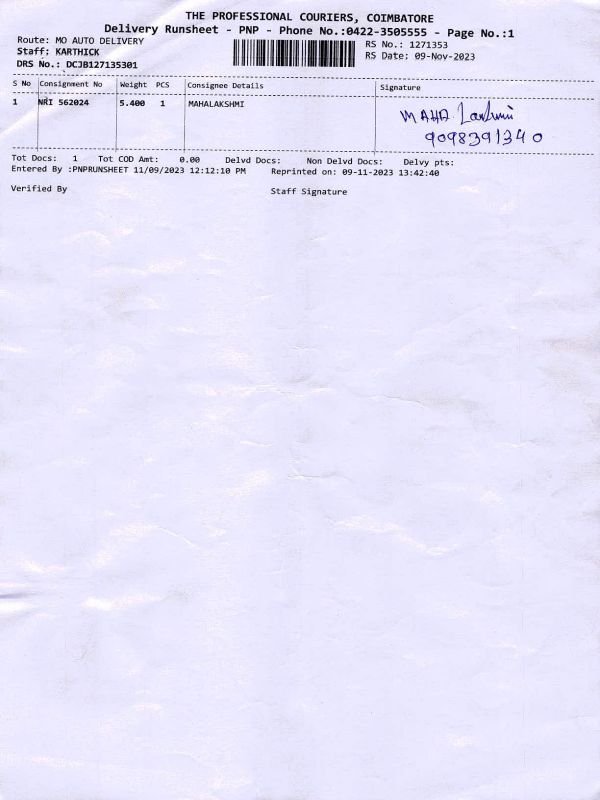 THE PROFESSIONAL COURIERS, COIMBATORE
Delivery Runsheet - PNP - Phone No.:0422-3505555 - Page No.:1
Route: MO AUTO DELIVERY
Staff: KARTHICK
DRS No.: DCJB127135301
RS No.: 1271353
RS Date: 09-Nov-2023
S No Consignment No Weight PCS Consignee Details Signature
1 NRI 562024 5.400 1 MAHALAKSHMI
MAHA Laxhmi
9098391340
Tot Docs: 1 Tot COD Amt: 0.00 Delvd Docs: Non Delvd Docs: Delvy pts:
Entered By :PNPRUNSHEET 11/09/2023 12:12:10 PM Reprinted on: 09-11-2023 13:42:40
Verified By Staff Signature